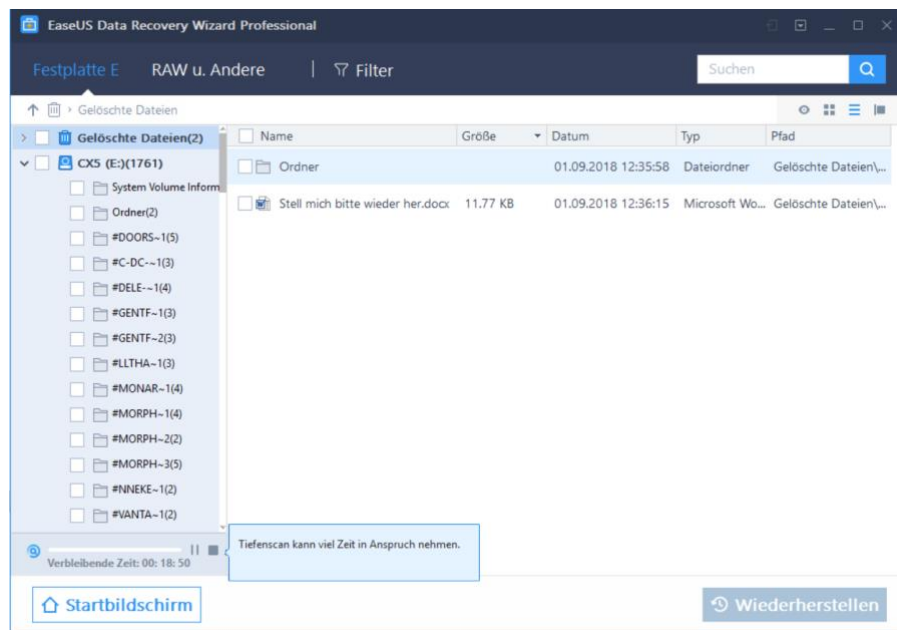 EaseUS Data Recovery Wizard Professional
Festplatte E RAW u. Andere | Filter Suchen
Gelöschte Dateien
Gelöschte Dateien(2)
CX5 (E:)(1761)
System Volume Inform
Ordner(2)
#DOORS~1(5)
#C-DC-~1(3)
#DELE-~1(4)
#GENTF~1(3)
#GENTF~2(3)
#LLTHA~1(3)
#MONAR~1(4)
#MORPH~1(4)
#MORPH~2(2)
#MORPH~3(5)
#NNEKE~1(2)
#VANTA~1(2)
Name Größe Datum Typ Pfad
Ordner 01.09.2018 12:35:58 Dateiordner Gelöschte Dateien\...
Stell mich bitte wieder her.docx 11.77 KB 01.09.2018 12:36:15 Microsoft Wo... Gelöschte Dateien\...
Verbleibende Zeit: 00: 18: 50
Tiefenscan kann viel Zeit in Anspruch nehmen.
Startbildschirm
Wiederherstellen